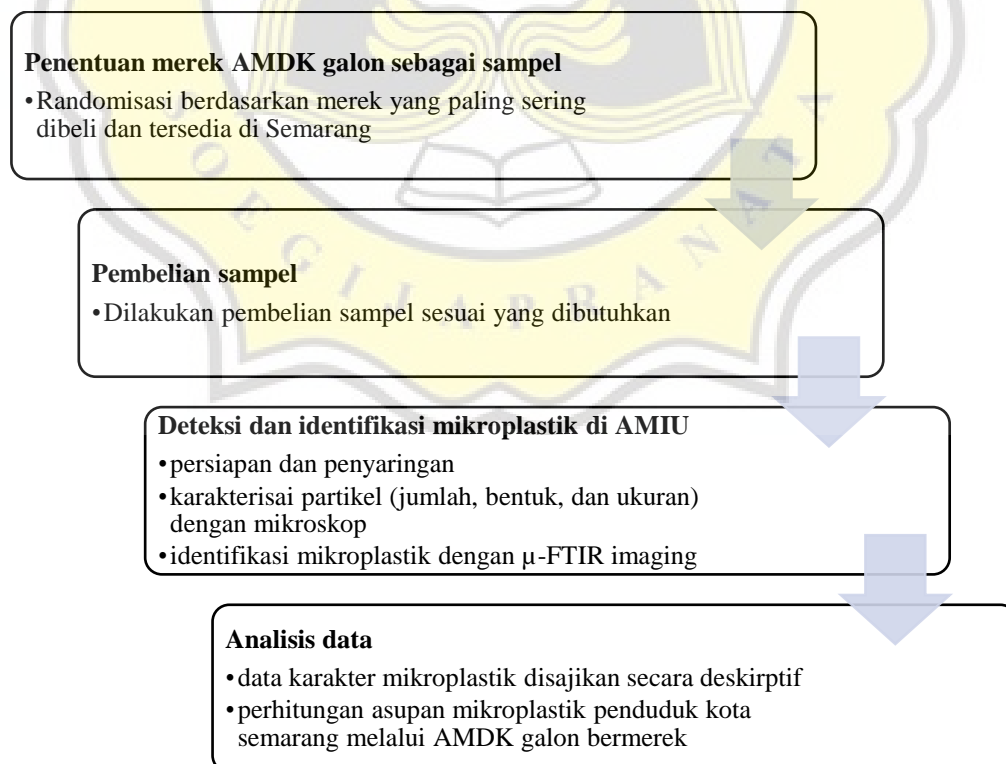 Penentuan merek AMDK galon sebagai sampel
•Randomisasi berdasarkan merek yang paling sering
dibeli dan tersedia di Semarang
Pembelian sampel
•Dilakukan pembelian sampel sesuai yang dibutuhkan
Deteksi dan identifikasi mikroplastik di AMIU
•persiapan dan penyaringan
•karakterisai partikel (jumlah, bentuk, dan ukuran)
dengan mikroskop
•identifikasi mikroplastik dengan µ-FTIR imaging
Analisis data
•data karakter mikroplastik disajikan secara deskirptif
•perhitungan asupan mikroplastik penduduk kota
semarang melalui AMDK galon bermerek
SOEGIJAPRANATA